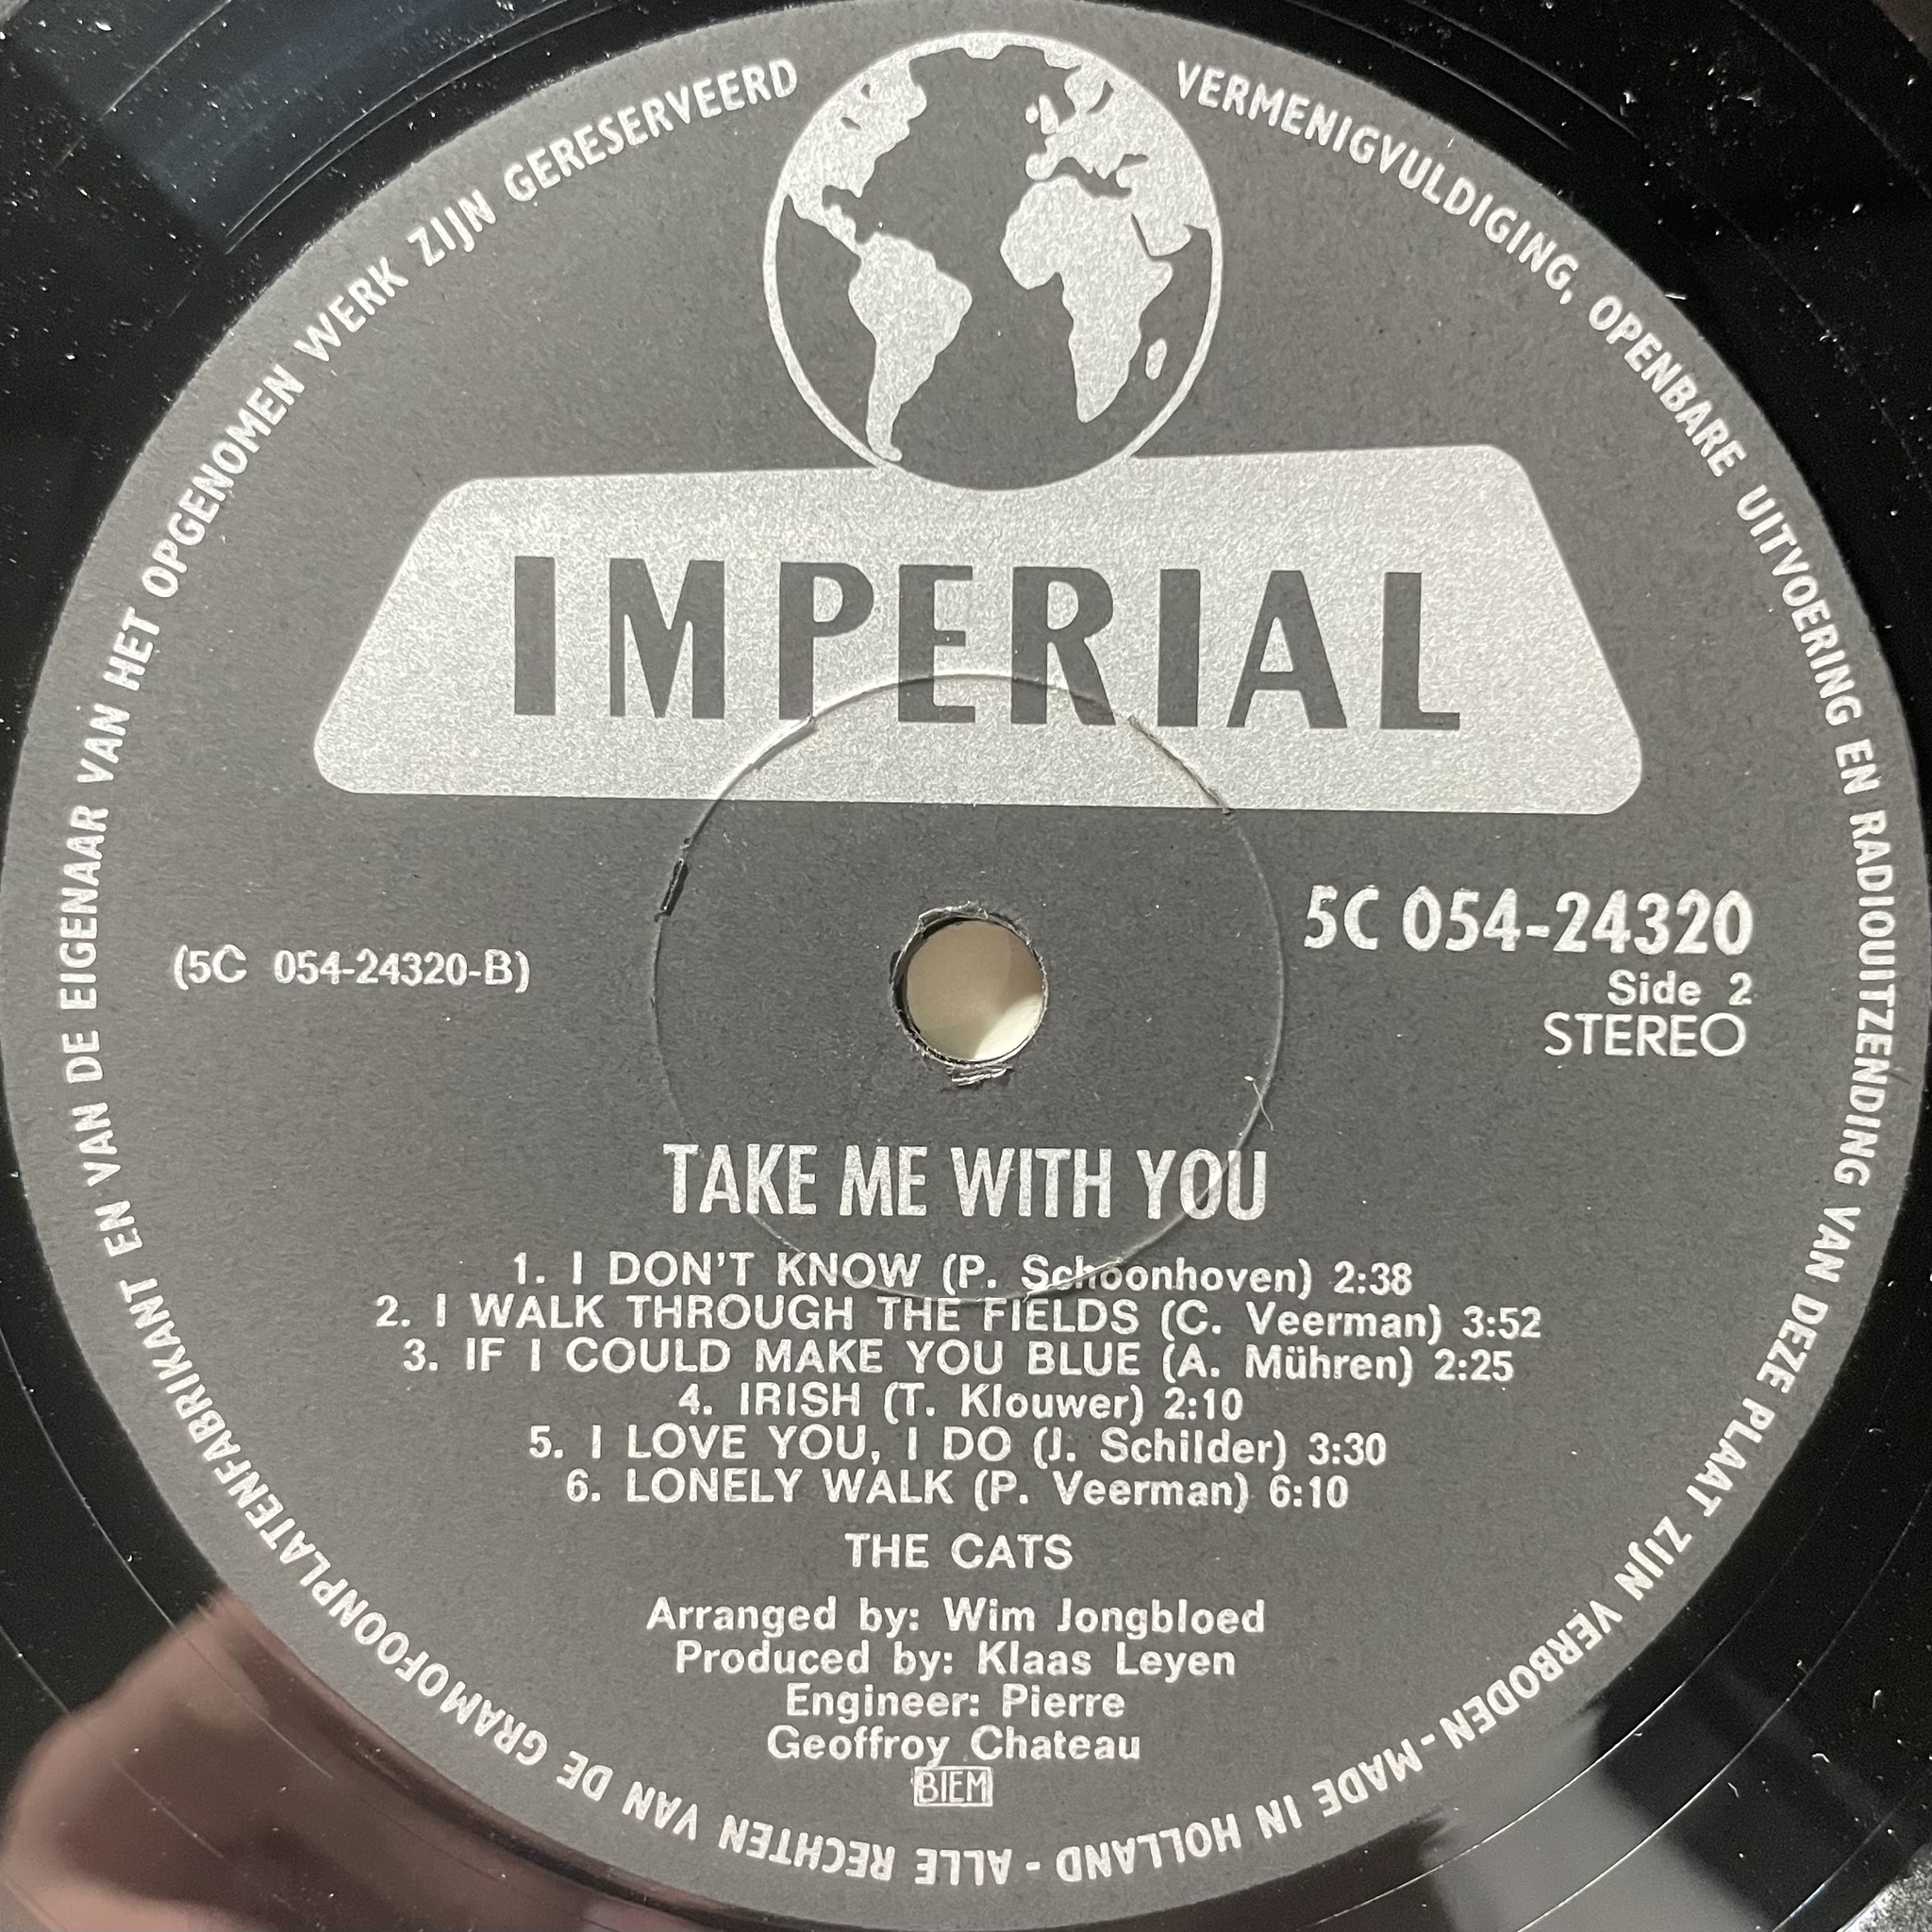 ALLE RECHTEN VAN DE GRAMOFOONPLATENFABRIKANT EN VAN DE EIGENAAR VAN HET OPGENOMEN WERK ZIJN GERESERVEERD
VERMENIGVULDIGING, OPENBARE UITVOERING EN RADIOUITZENDING VAN DEZE PLAAT ZIJN VERBODEN - MADE IN HOLLAND -
IMPERIAL
5C 054-24320
(5C 054-24320-B)
Side 2
STEREO
TAKE ME WITH YOU
1. I DON'T KNOW (P. Schoonhoven) 2:38
2. I WALK THROUGH THE FIELDS (C. Veerman) 3:52
3. IF I COULD MAKE YOU BLUE (A. Mühren) 2:25
4. IRISH (T. Klouwer) 2:10
5. I LOVE YOU, I DO (J. Schilder) 3:30
6. LONELY WALK (P. Veerman) 6:10
THE CATS
Arranged by: Wim Jongbloed
Produced by: Klaas Leyen
Engineer: Pierre
Geoffroy Chateau
BIEM